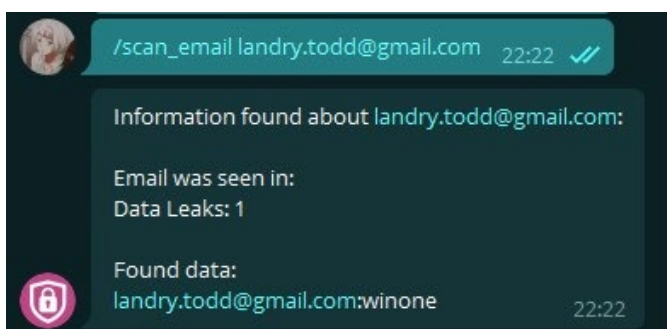 /scan_email landry.todd@gmail.com 22:22
Information found about landry.todd@gmail.com:
Email was seen in:
Data Leaks: 1
Found data:
landry.todd@gmail.com:winone 22:22